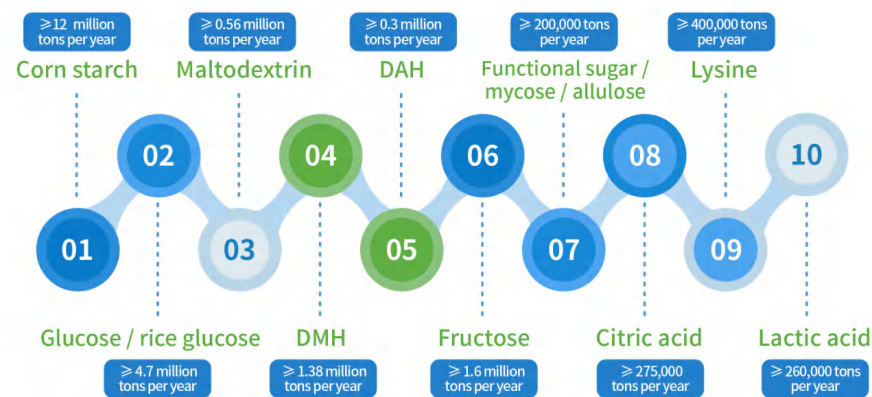 ≥12 million
tons per year
Corn starch
≥0.56 million
tons per year
Maltodextrin
≥0.3 million
tons per year
DAH
≥200,000 tons
per year
Functional sugar /
mycose / allulose
≥400,000 tons
per year
Lysine
01
02
03
04
05
06
07
08
09
10
Glucose / rice glucose
≥4.7 million
tons per year
DMH
≥1.38 million
tons per year
Fructose
≥1.6 million
tons per year
Citric acid
≥275,000
tons per year
Lactic acid
≥260,000 tons
per year